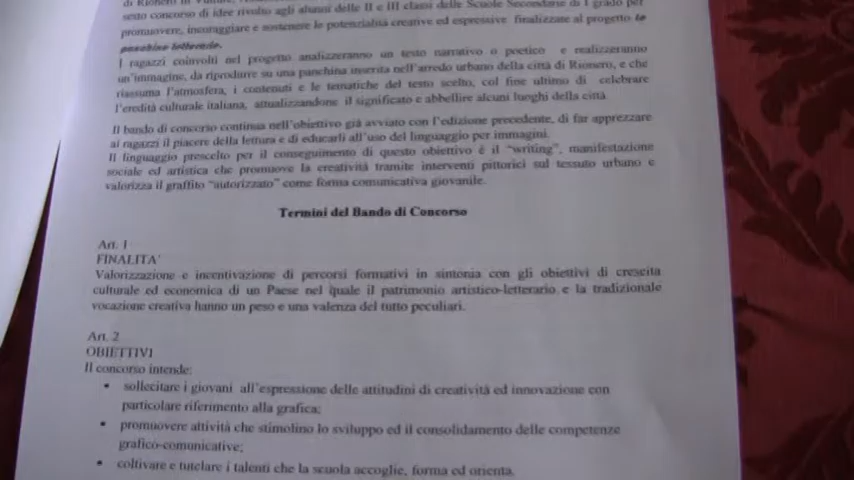 di Rionero in Vulture,
sesto concorso di idee rivolto agli alunni delle II e III classi delle Scuole Secondarie di I grado per
promuovere, incoraggiare e sostenere le potenzialità creative ed espressive finalizzate al progetto le
panchine letterarie.
I ragazzi coinvolti nel progetto analizzeranno un testo narrativo o poetico e realizzeranno
un'immagine, da riprodurre su una panchina inserita nell'arredo urbano della città di Rionero, e che
riassuma l'atmosfera, i contenuti e le tematiche del testo scelto, col fine ultimo di celebrare
l'eredità culturale italiana, attualizzandone il significato e abbellire alcuni luoghi della città.
Il bando di concorso continua nell'obiettivo già avviato con l'edizione precedente, di far apprezzare
ai ragazzi il piacere della lettura e di educarli all'uso del linguaggio per immagini.
Il linguaggio prescelto per il conseguimento di questo obiettivo è il "writing", manifestazione
sociale ed artistica che promuove la creatività tramite interventi pittorici sul tessuto urbano e
valorizza il graffito "autorizzato" come forma comunicativa giovanile.
Termini del Bando di Concorso
Art. 1
FINALITA'
Valorizzazione e incentivazione di percorsi formativi in sintonia con gli obiettivi di crescita
culturale ed economica di un Paese nel quale il patrimonio artistico-letterario e la tradizionale
vocazione creativa hanno un peso e una valenza del tutto peculiari.
Art. 2
OBIETTIVI
Il concorso intende:
• sollecitare i giovani all'espressione delle attitudini di creatività ed innovazione con
particolare riferimento alla grafica;
• promuovere attività che stimolino lo sviluppo ed il consolidamento delle competenze
grafico-comunicative;
• coltivare e tutelare i talenti che la scuola accoglie, forma ed orienta.